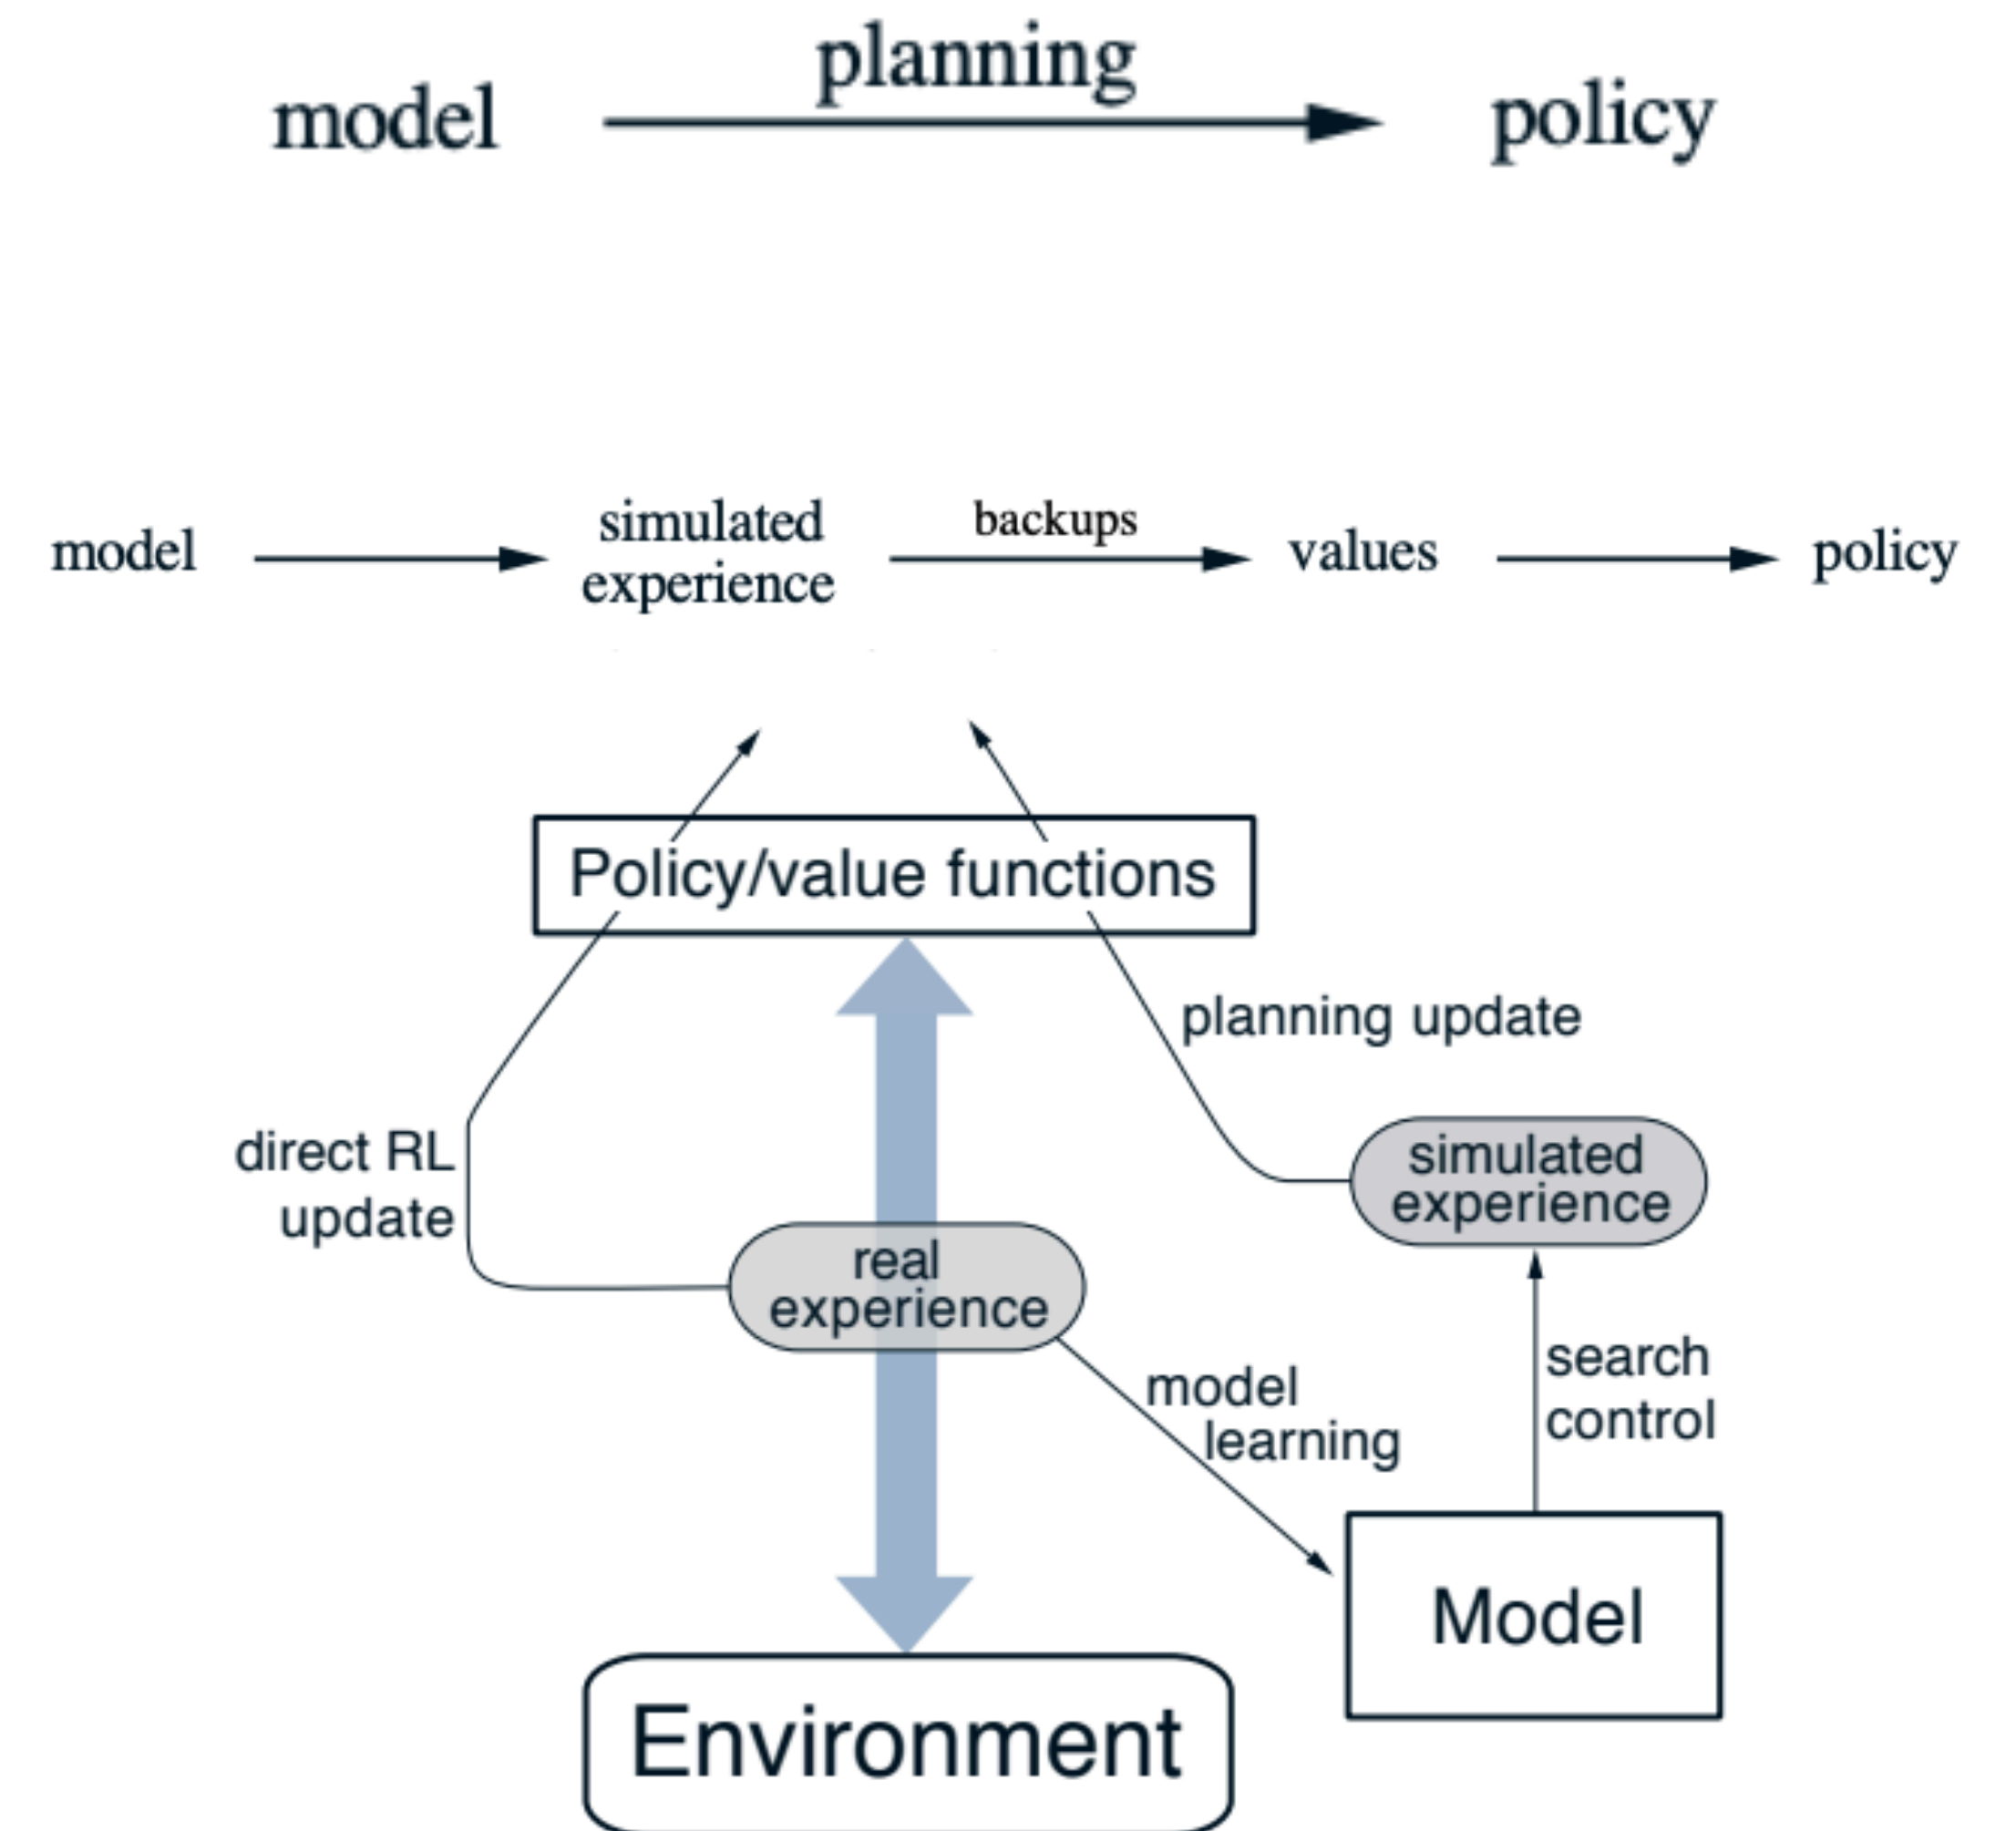 planning
model
policy
simulated
experience
backups
model
values
policy
Policy/value functions
planning update
direct RL
update
simulated
experience
real
experience
model
learning
search
control
Model
Environment